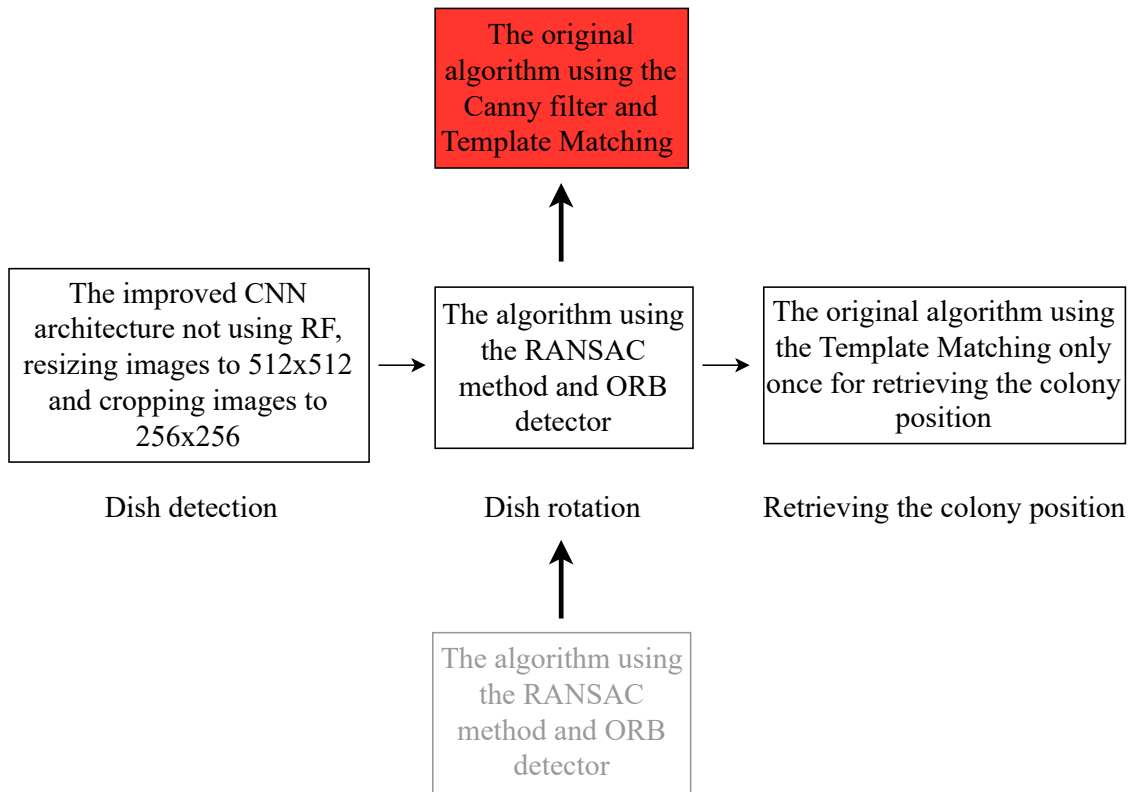 The original
algorithm using the
Canny filter and
Template Matching
The improved CNN
architecture not using RF,
resizing images to 512x512
and cropping images to
256x256
The algorithm using
the RANSAC
method and ORB
detector
The original algorithm using
the Template Matching only
once for retrieving the colony
position
Dish detection
Dish rotation
Retrieving the colony position
The algorithm using
the RANSAC
method and ORB
detector